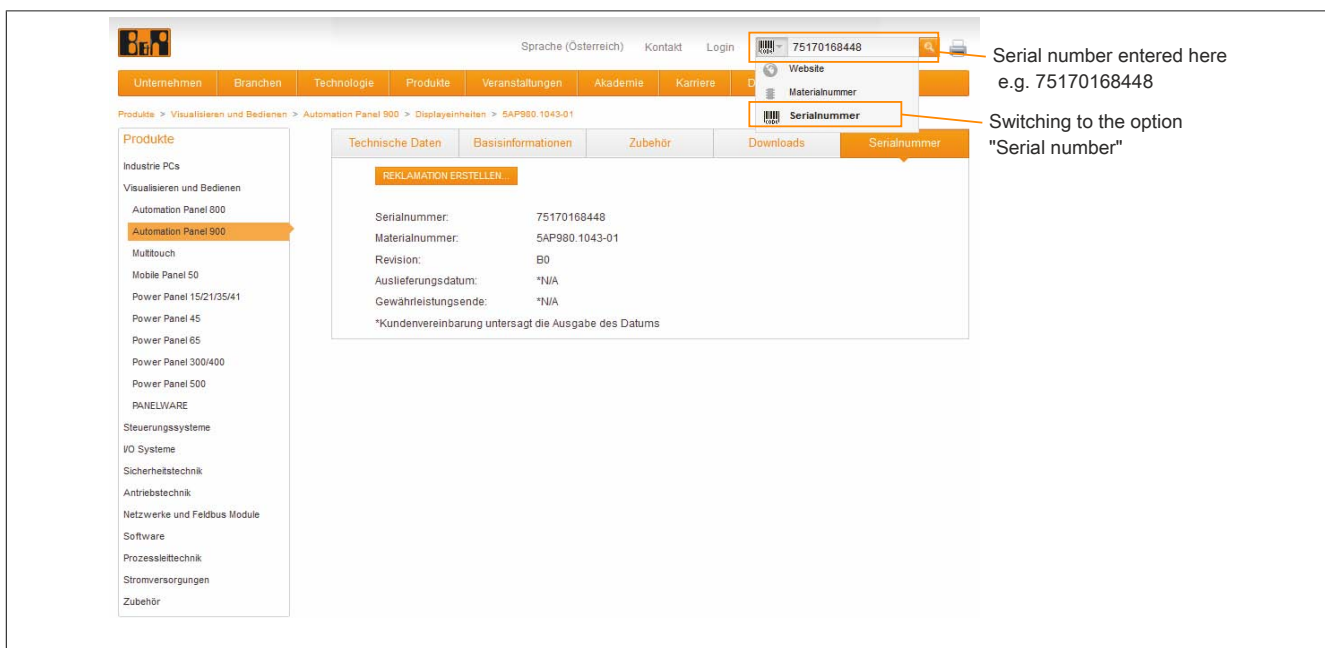 B&R
Sprache (Österreich) Kontakt Login 75170168448
Serial number entered here
e.g. 75170168448
Website
Materialnummer
Serialnummer
Switching to the option
"Serial number"
Unternehmen Branchen Technologie Produkte Veranstaltungen Akademie Karriere
Produkte > Visualisieren und Bedienen > Automation Panel 900 > Displayeinheiten > 5AP980.1043-01
Produkte
Industrie PCs
Visualisieren und Bedienen
Automation Panel 800
Automation Panel 900
Multitouch
Mobile Panel 50
Power Panel 15/21/35/41
Power Panel 45
Power Panel 65
Power Panel 300/400
Power Panel 500
PANELWARE
Steuerungssysteme
I/O Systeme
Sicherheitstechnik
Antriebstechnik
Netzwerke und Feldbus Module
Software
Prozessleittechnik
Stromversorgungen
Zubehör
Technische Daten Basisinformationen Zubehör Downloads Serialnummer
REKLAMATION ERSTELLEN...
Serialnummer: 75170168448
Materialnummer: 5AP980.1043-01
Revision: B0
Auslieferungsdatum: *N/A
Gewährleistungsende: *N/A
*Kundenvereinbarung untersagt die Ausgabe des Datums